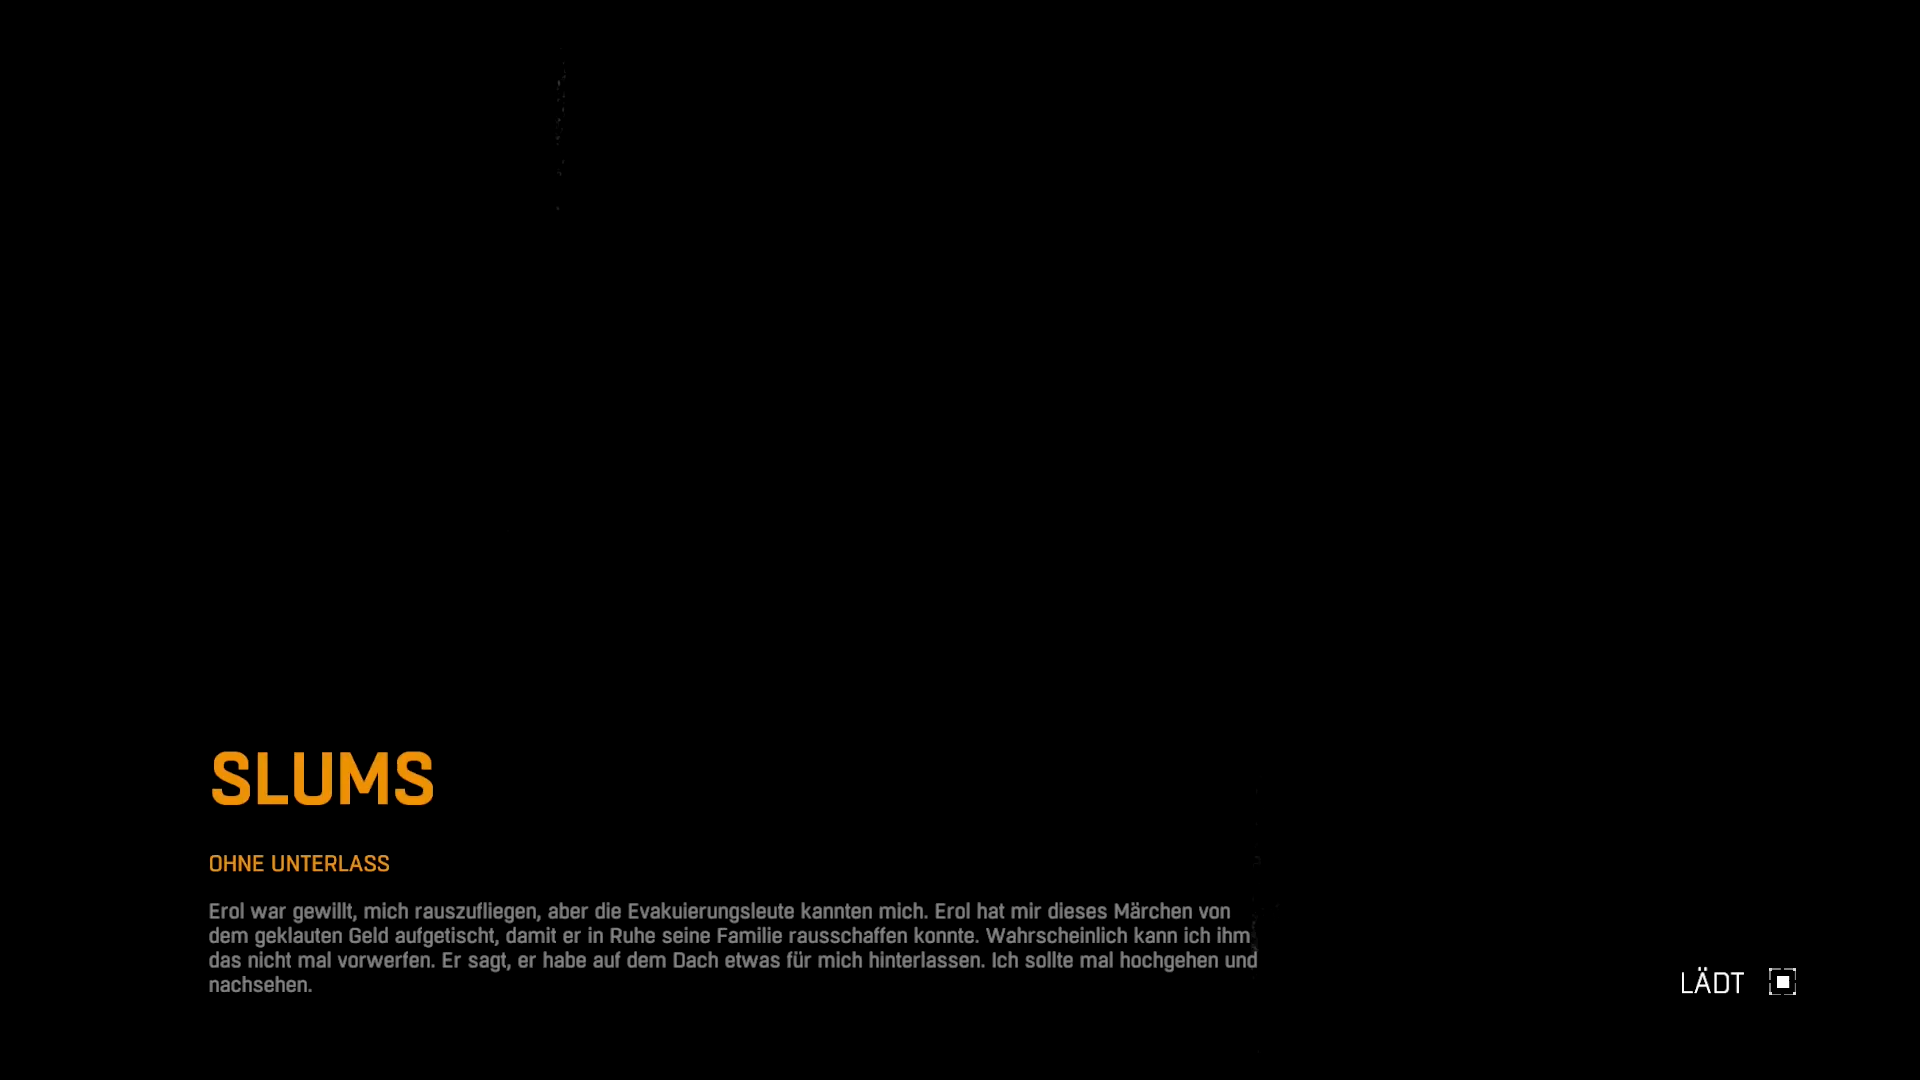 SLUMS
OHNE UNTERLASS
Erol war gewillt, mich rauszufliegen, aber die Evakuierungsleute kannten mich. Erol hat mir dieses Märchen von
dem geklauten Geld aufgetischt, damit er in Ruhe seine Familie rausschaffen konnte. Wahrscheinlich kann ich ihm
das nicht mal vorwerfen. Er sagt, er habe auf dem Dach etwas für mich hinterlassen. Ich sollte mal hochgehen und
nachsehen.
LÄDT